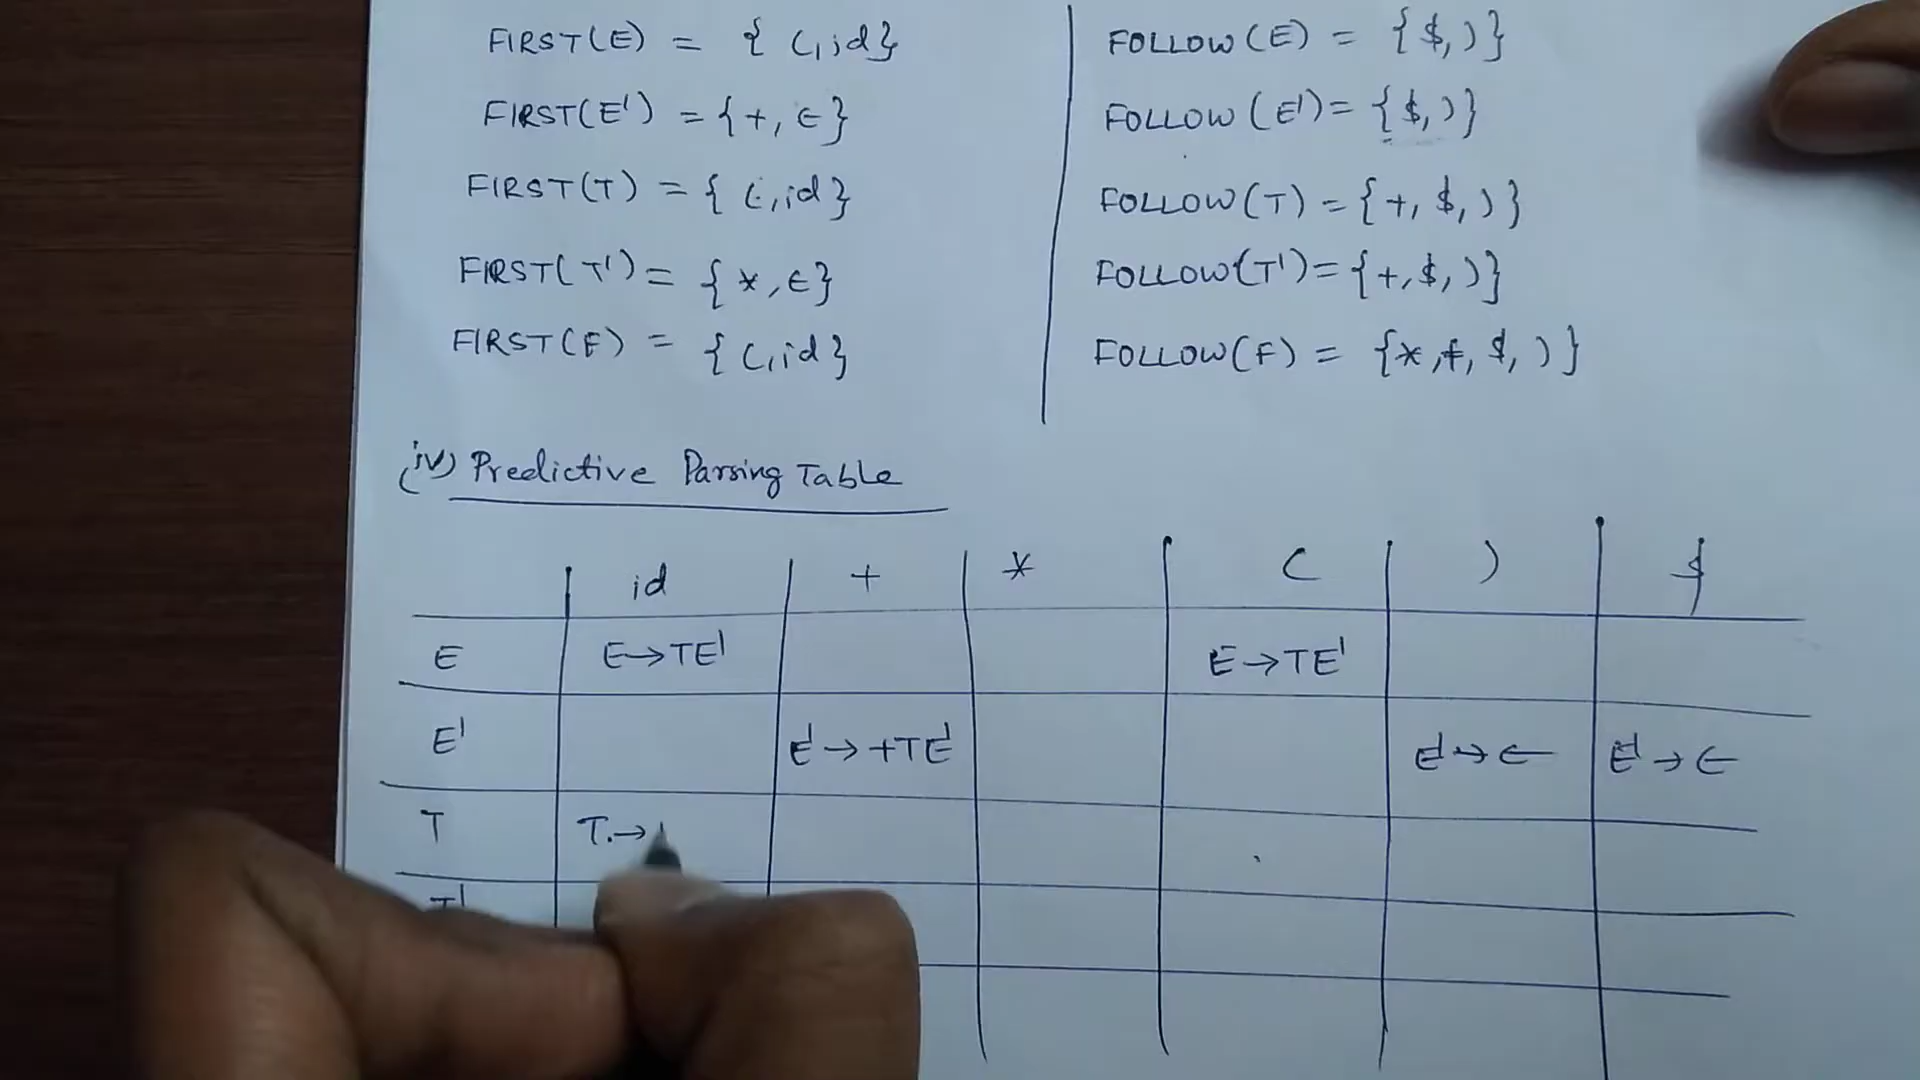 FIRST(E) = { (, id}
FIRST(E') = {+, ∈}
FIRST(T) = { (, id}
FIRST(T') = { *, ∈}
FIRST(F) = { (, id}
FOLLOW(E) = {$, )}
FOLLOW(E') = {$, )}
FOLLOW(T) = {+, $, )}
FOLLOW(T') = {+, $, )}
FOLLOW(F) = {*, +, $, )}
(iv) Predictive Parsing Table
id + * ( ) $
E E→TE' E→TE'
E' E'→+TE' E'→∈ E'→∈
T T→
T'